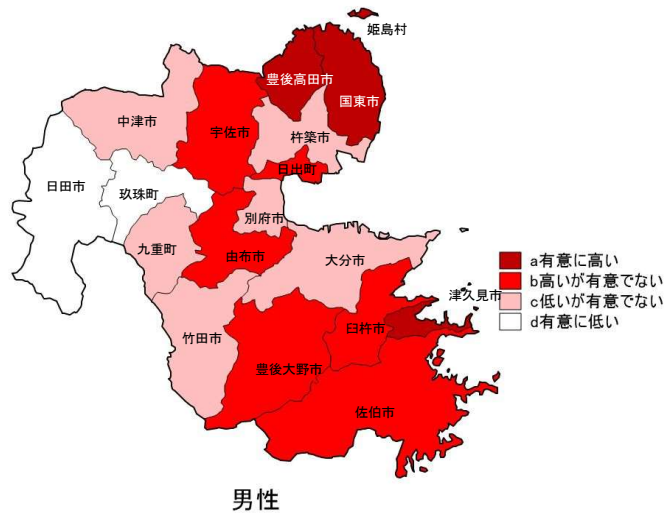 姫島村
豊後高田市
国東市
中津市
宇佐市
杵築市
日出町
日田市
玖珠町
別府市
九重町
由布市
大分市
a有意に高い
b高いが有意でない
c低いが有意でない
d有意に低い
津久見市
臼杵市
竹田市
豊後大野市
佐伯市
男性